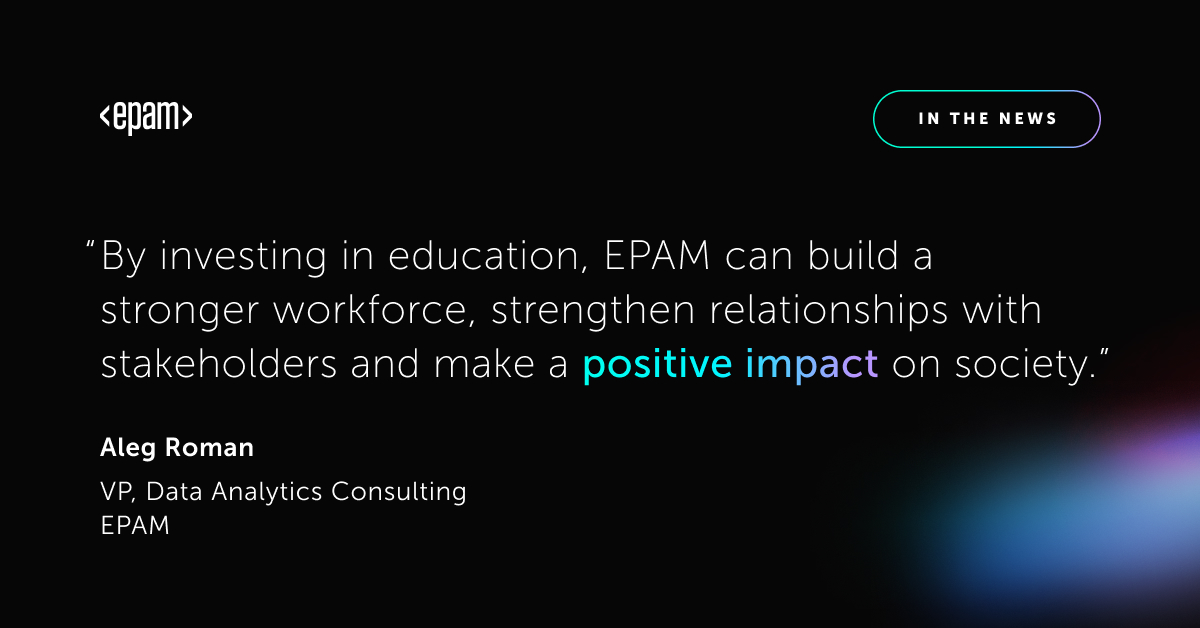 <epam>
IN THE NEWS
“By investing in education, EPAM can build a
stronger workforce, strengthen relationships with
stakeholders and make a positive impact on society.”
Aleg Roman
VP, Data Analytics Consulting
EPAM